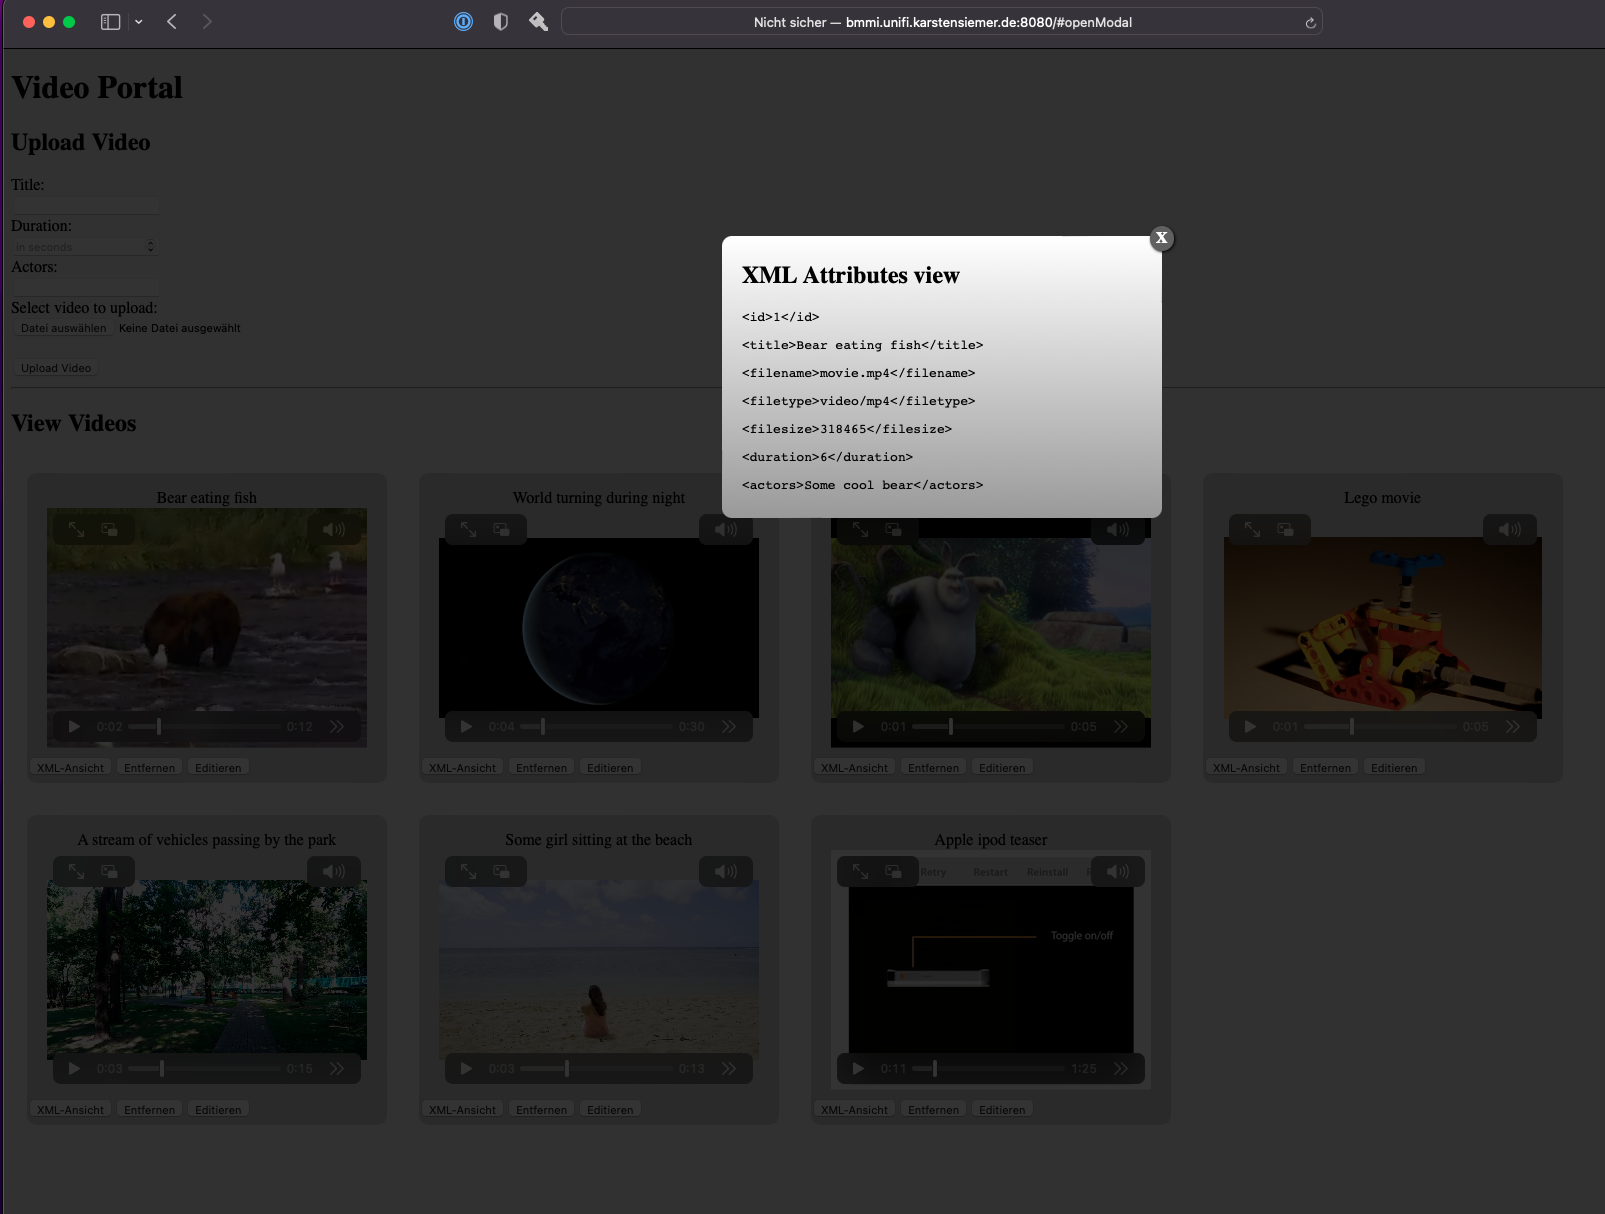 Nicht sicher — bmmi.unifi.karstensiemer.de:8080/#openModal
Video Portal
Upload Video
Title:
Duration:
in seconds
Actors:
Select video to upload:
Datei auswählen Keine Datei ausgewählt
Upload Video
X
XML Attributes view
<id>1</id>
<title>Bear eating fish</title>
<filename>movie.mp4</filename>
<filetype>video/mp4</filetype>
<filesize>318465</filesize>
<duration>6</duration>
<actors>Some cool bear</actors>
View Videos
Bear eating fish
0:02 0:12
XML-Ansicht Entfernen Editieren
World turning during night
0:04 0:30
XML-Ansicht Entfernen Editieren
0:01 0:05
XML-Ansicht Entfernen Editieren
Lego movie
0:01 0:05
XML-Ansicht Entfernen Editieren
A stream of vehicles passing by the park
0:03 0:15
XML-Ansicht Entfernen Editieren
Some girl sitting at the beach
0:03 0:13
XML-Ansicht Entfernen Editieren
Apple ipod teaser
Retry Restart Reinstall
Toggle on/off
0:11 1:25
XML-Ansicht Entfernen Editieren